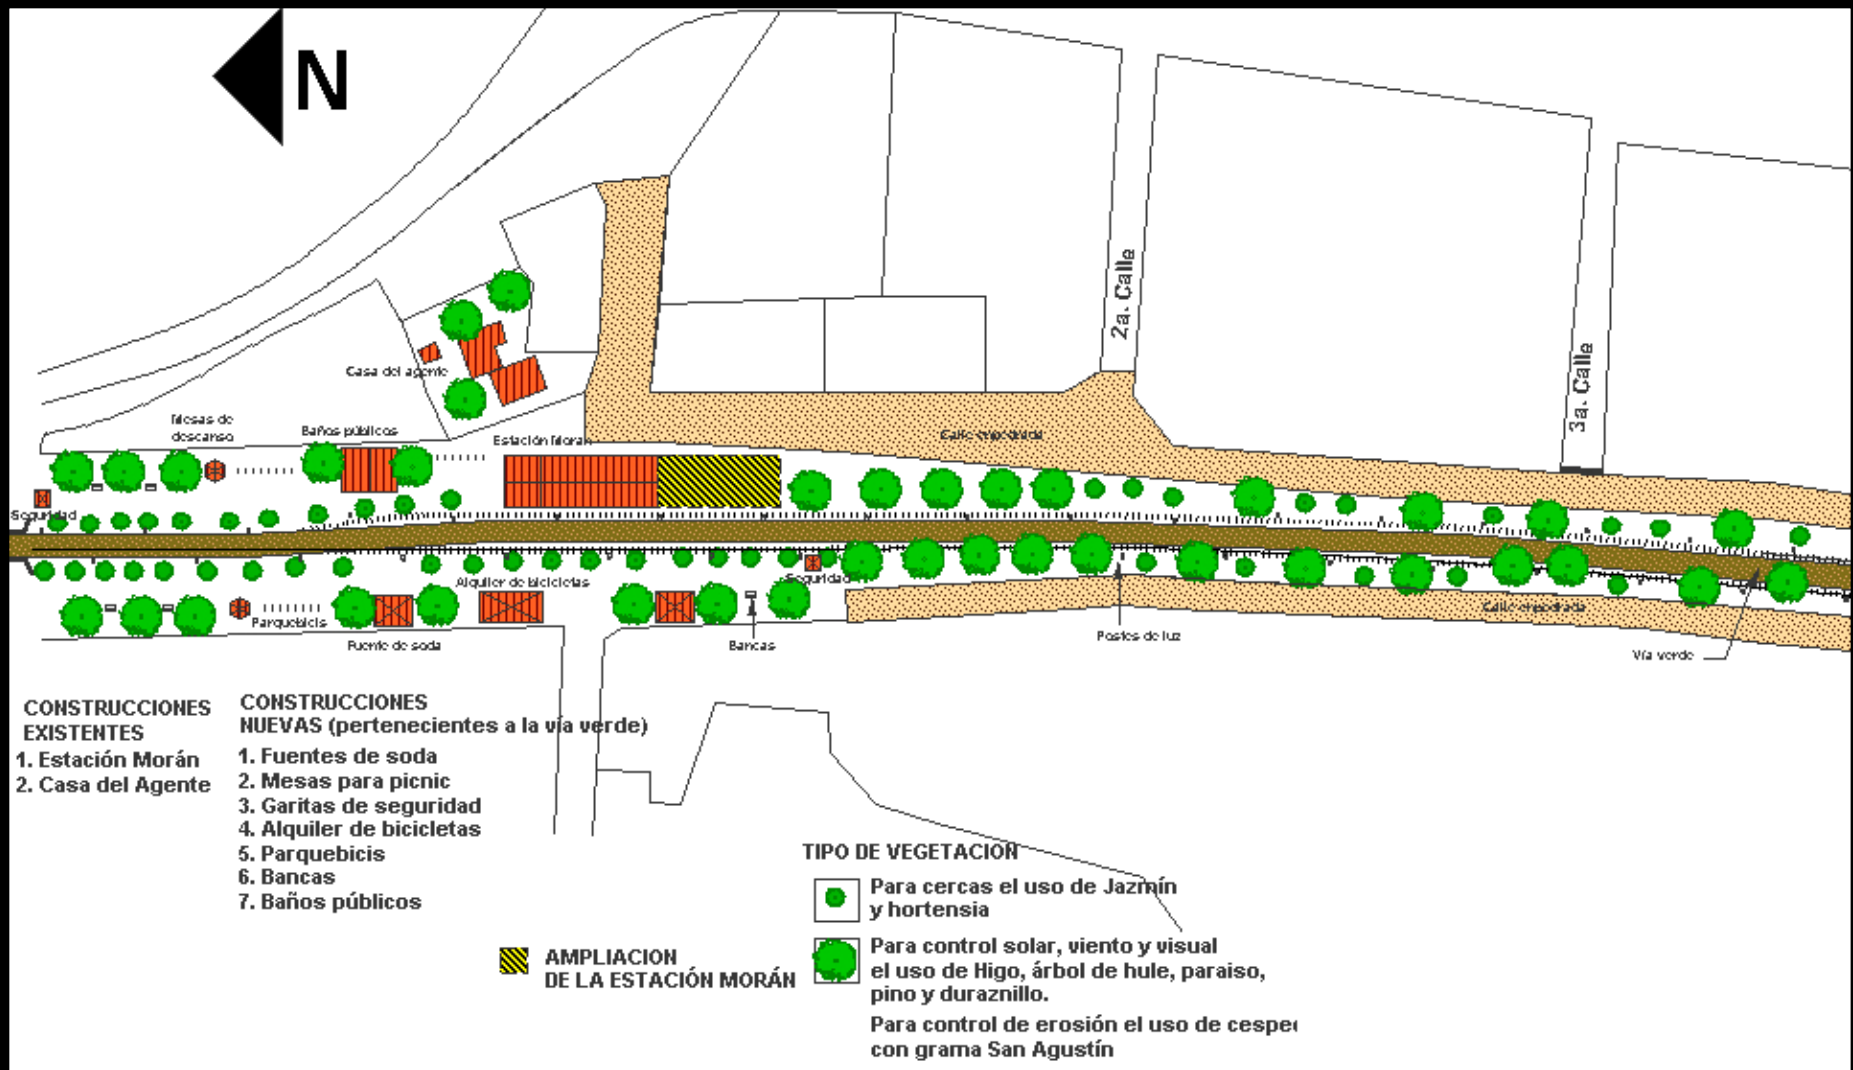 N
2a. Calle
3a. Calle
Casa del agente
Mesas de
descanso
Baños públicos
Estación Moran
Calle empedrada
Seguridad
Alquiler de bicicletas
Seguridad
Parquebicis
Fuente de soda
Bancas
Postes de luz
Calle empedrada
Vía verde
CONSTRUCCIONES
EXISTENTES
1. Estación Morán
2. Casa del Agente
CONSTRUCCIONES
NUEVAS (pertenecientes a la vía verde)
1. Fuentes de soda
2. Mesas para picnic
3. Garitas de seguridad
4. Alquiler de bicicletas
5. Parquebicis
6. Bancas
7. Baños públicos
AMPLIACION
DE LA ESTACIÓN MORÁN
TIPO DE VEGETACION
Para cercas el uso de Jazmín
y hortensia
Para control solar, viento y visual
el uso de Higo, árbol de hule, paraiso,
pino y duraznillo.
Para control de erosión el uso de cespe
con grama San Agustín